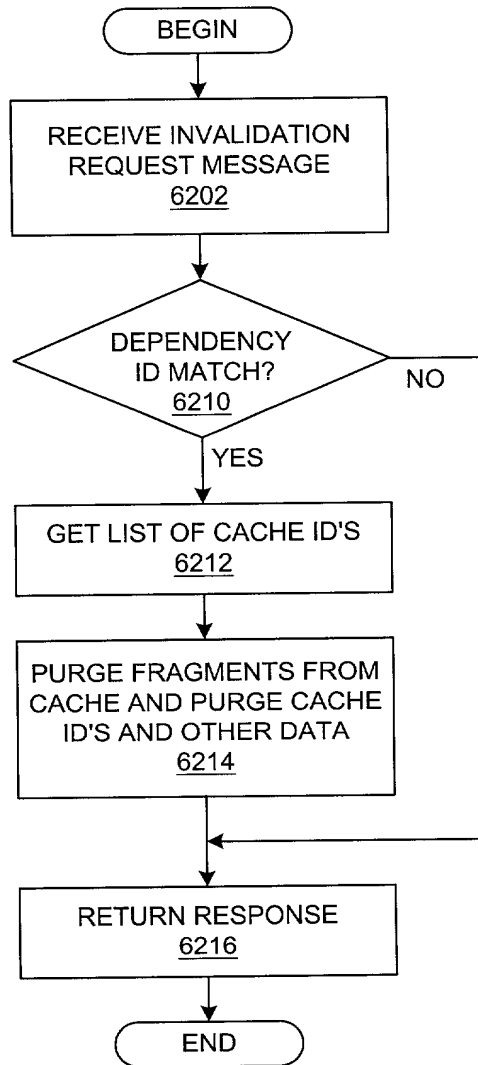 BEGIN
RECEIVE INVALIDATION
REQUEST MESSAGE
6202
DEPENDENCY
ID MATCH?
6210
NO
YES
GET LIST OF CACHE ID'S
6212
PURGE FRAGMENTS FROM
CACHE AND PURGE CACHE
ID'S AND OTHER DATA
6214
RETURN RESPONSE
6216
END